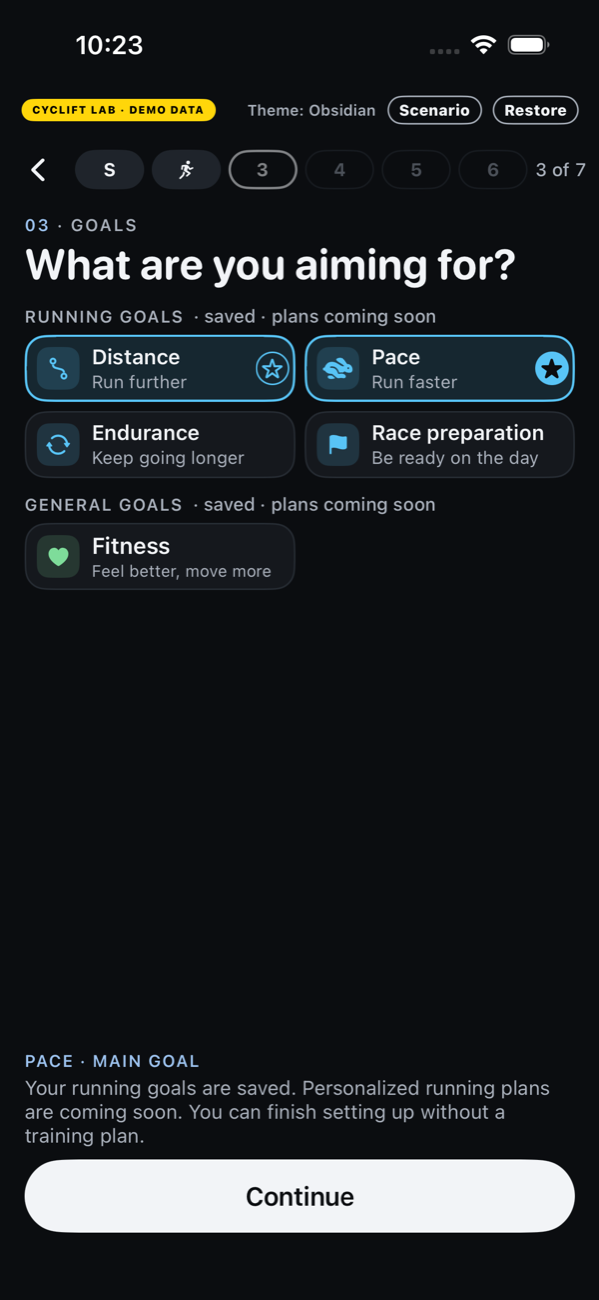 10:23
CYCLIFT LAB · DEMO DATA
Theme: Obsidian
Scenario
Restore
S
3
4
5
6
3 of 7
03 · GOALS
What are you aiming for?
RUNNING GOALS · saved · plans coming soon
Distance
Run further
Pace
Run faster
Endurance
Keep going longer
Race preparation
Be ready on the day
GENERAL GOALS · saved · plans coming soon
Fitness
Feel better, move more
PACE · MAIN GOAL
Your running goals are saved. Personalized running plans
are coming soon. You can finish setting up without a
training plan.
Continue